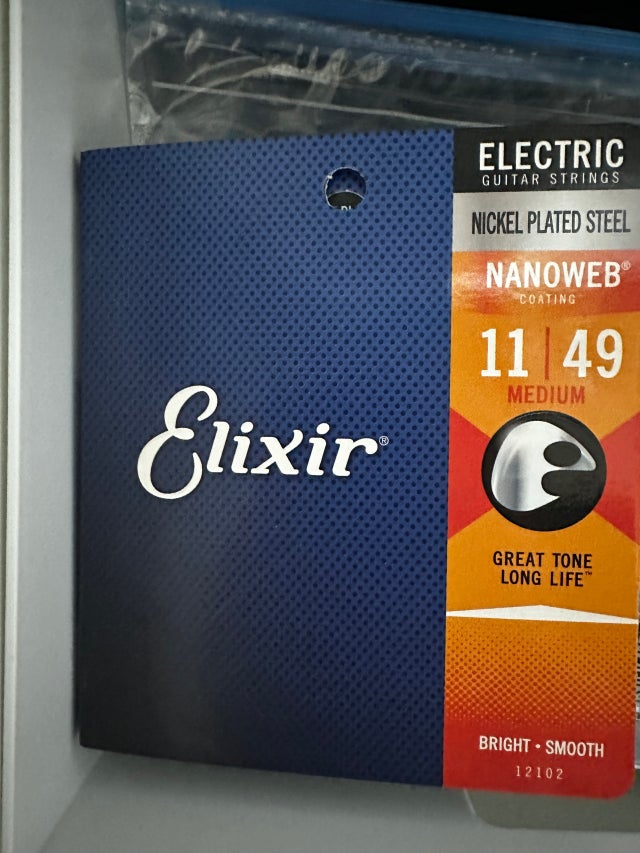 ELECTRIC
GUITAR STRINGS
NICKEL PLATED STEEL
NANOWEB®
COATING
11 | 49
MEDIUM
Elixir®
GREAT TONE
LONG LIFE™
BRIGHT • SMOOTH
12102